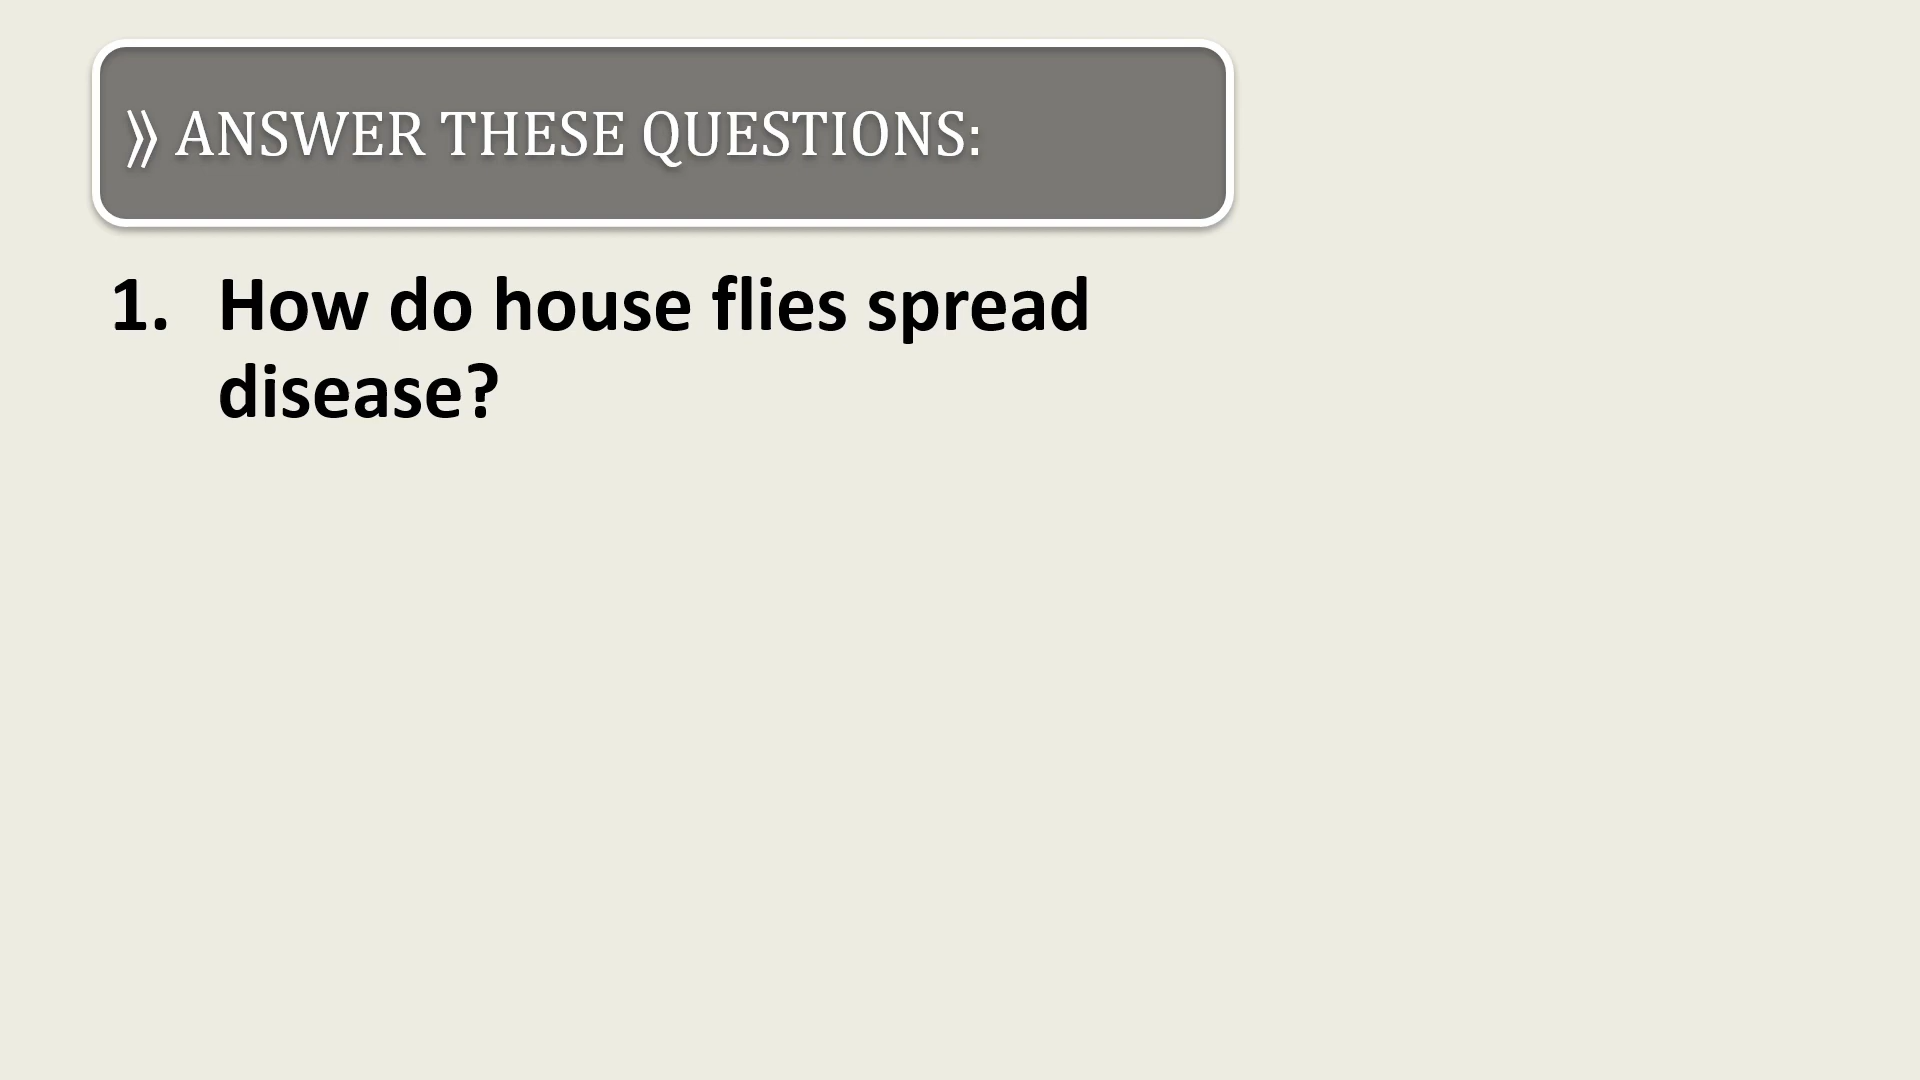 ⟫ ANSWER THESE QUESTIONS:
1. How do house flies spread
disease?